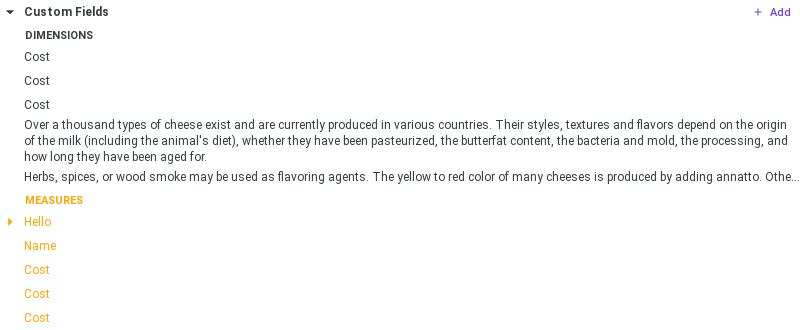 Custom Fields
+ Add
DIMENSIONS
Cost
Cost
Cost
Over a thousand types of cheese exist and are currently produced in various countries. Their styles, textures and flavors depend on the origin
of the milk (including the animal's diet), whether they have been pasteurized, the butterfat content, the bacteria and mold, the processing, and
how long they have been aged for.
Herbs, spices, or wood smoke may be used as flavoring agents. The yellow to red color of many cheeses is produced by adding annatto. Othe...
MEASURES
Hello
Name
Cost
Cost
Cost